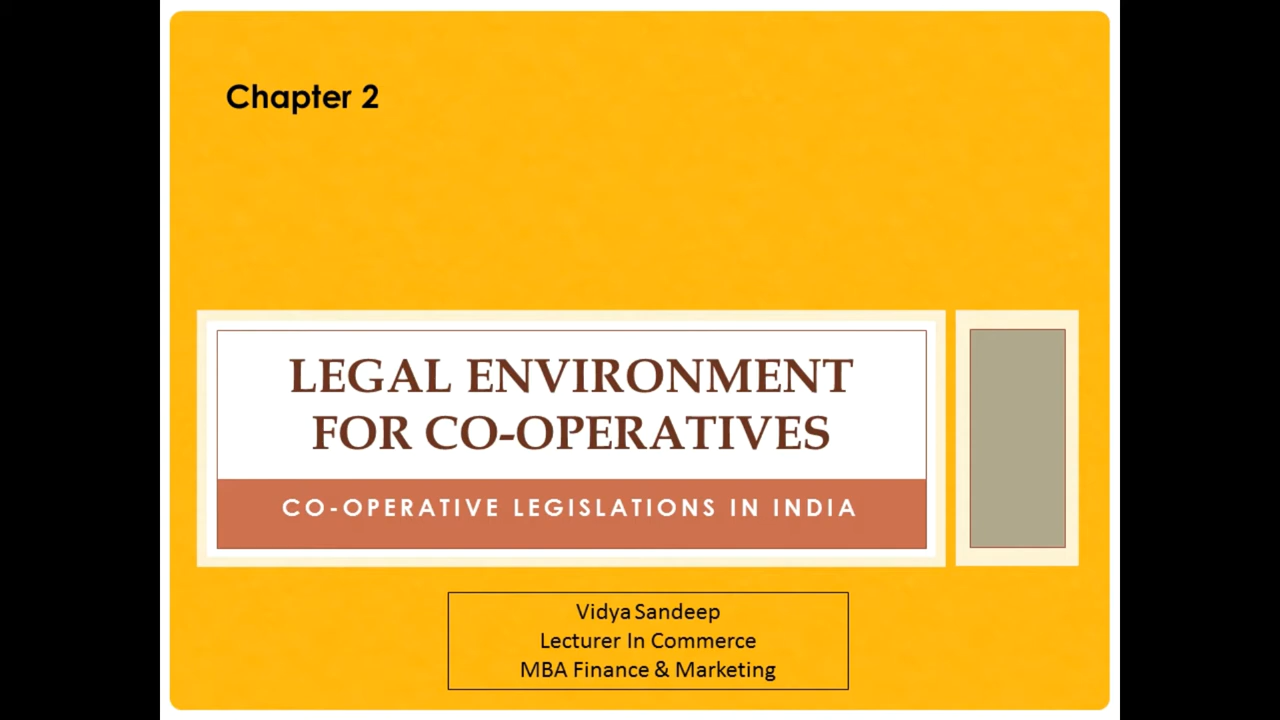 Chapter 2
LEGAL ENVIRONMENT
FOR CO-OPERATIVES
CO-OPERATIVE LEGISLATIONS IN INDIA
Vidya Sandeep
Lecturer In Commerce
MBA Finance & Marketing